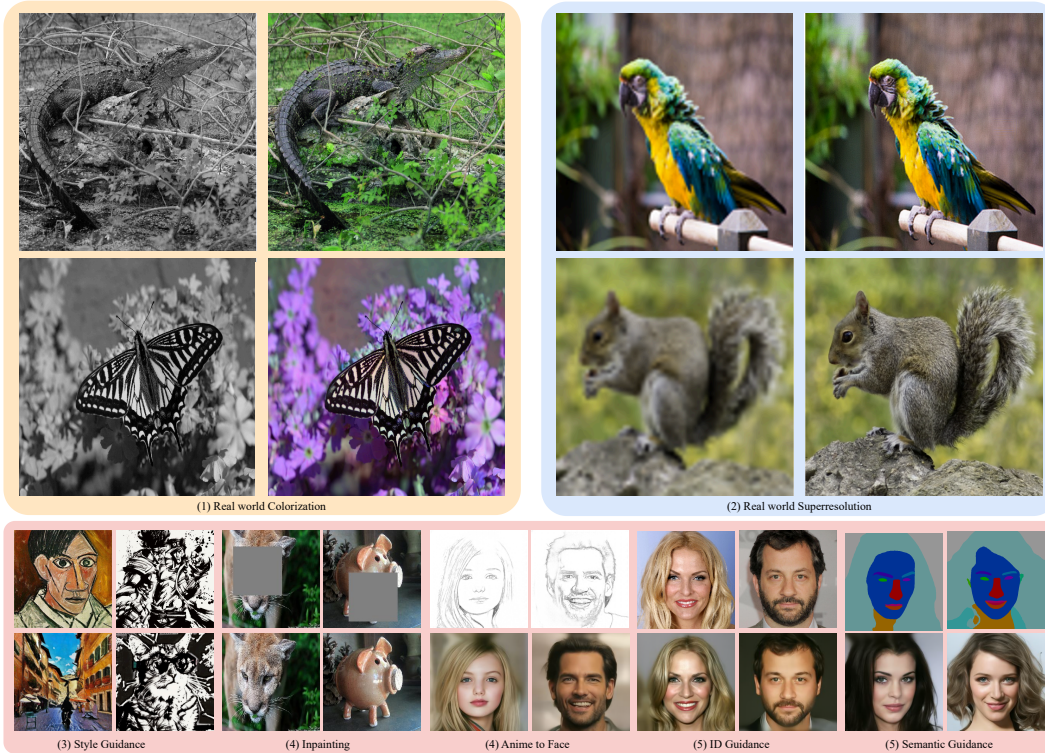 (1) Real world Colorization
(2) Real world Superresolution
(3) Style Guidance
(4) Inpainting
(4) Anime to Face
(5) ID Guidance
(5) Semantic Guidance